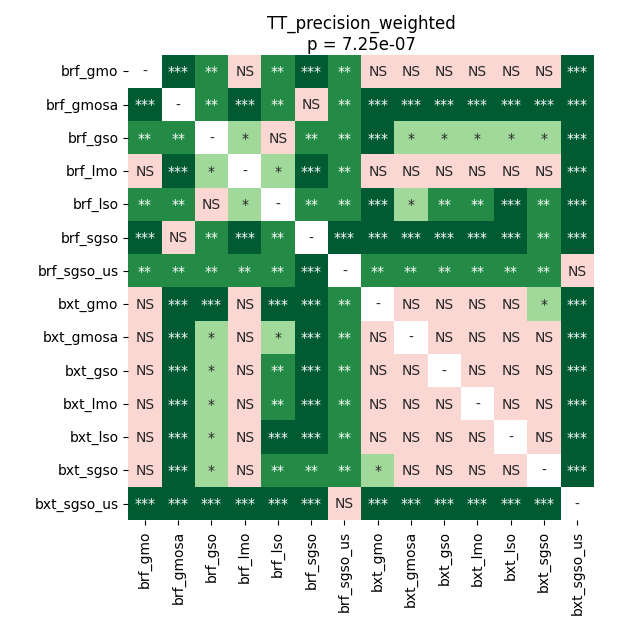 TT_precision_weighted
p = 7.25e-07
brf_gmo - *** ** NS ** *** ** NS NS NS NS NS NS ***
brf_gmosa *** - ** *** ** NS ** *** *** *** *** *** *** ***
brf_gso ** ** - * NS ** ** *** * * * * * ***
brf_lmo NS *** * - * *** ** NS NS NS NS NS NS ***
brf_lso ** ** NS * - ** ** *** * ** ** *** ** ***
brf_sgso *** NS ** *** ** - *** *** *** *** *** *** ** ***
brf_sgso_us ** ** ** ** ** *** - ** ** ** ** ** ** NS
bxt_gmo NS *** *** NS *** *** ** - NS NS NS NS * ***
bxt_gmosa NS *** * NS * *** ** NS - NS NS NS NS ***
bxt_gso NS *** * NS ** *** ** NS NS - NS NS NS ***
bxt_lmo NS *** * NS ** *** ** NS NS NS - NS NS ***
bxt_lso NS *** * NS *** *** ** NS NS NS NS - NS ***
bxt_sgso NS *** * NS ** ** ** * NS NS NS NS - ***
bxt_sgso_us *** *** *** *** *** *** NS *** *** *** *** *** *** -
brf_gmo brf_gmosa brf_gso brf_lmo brf_lso brf_sgso brf_sgso_us bxt_gmo bxt_gmosa bxt_gso bxt_lmo bxt_lso bxt_sgso bxt_sgso_us